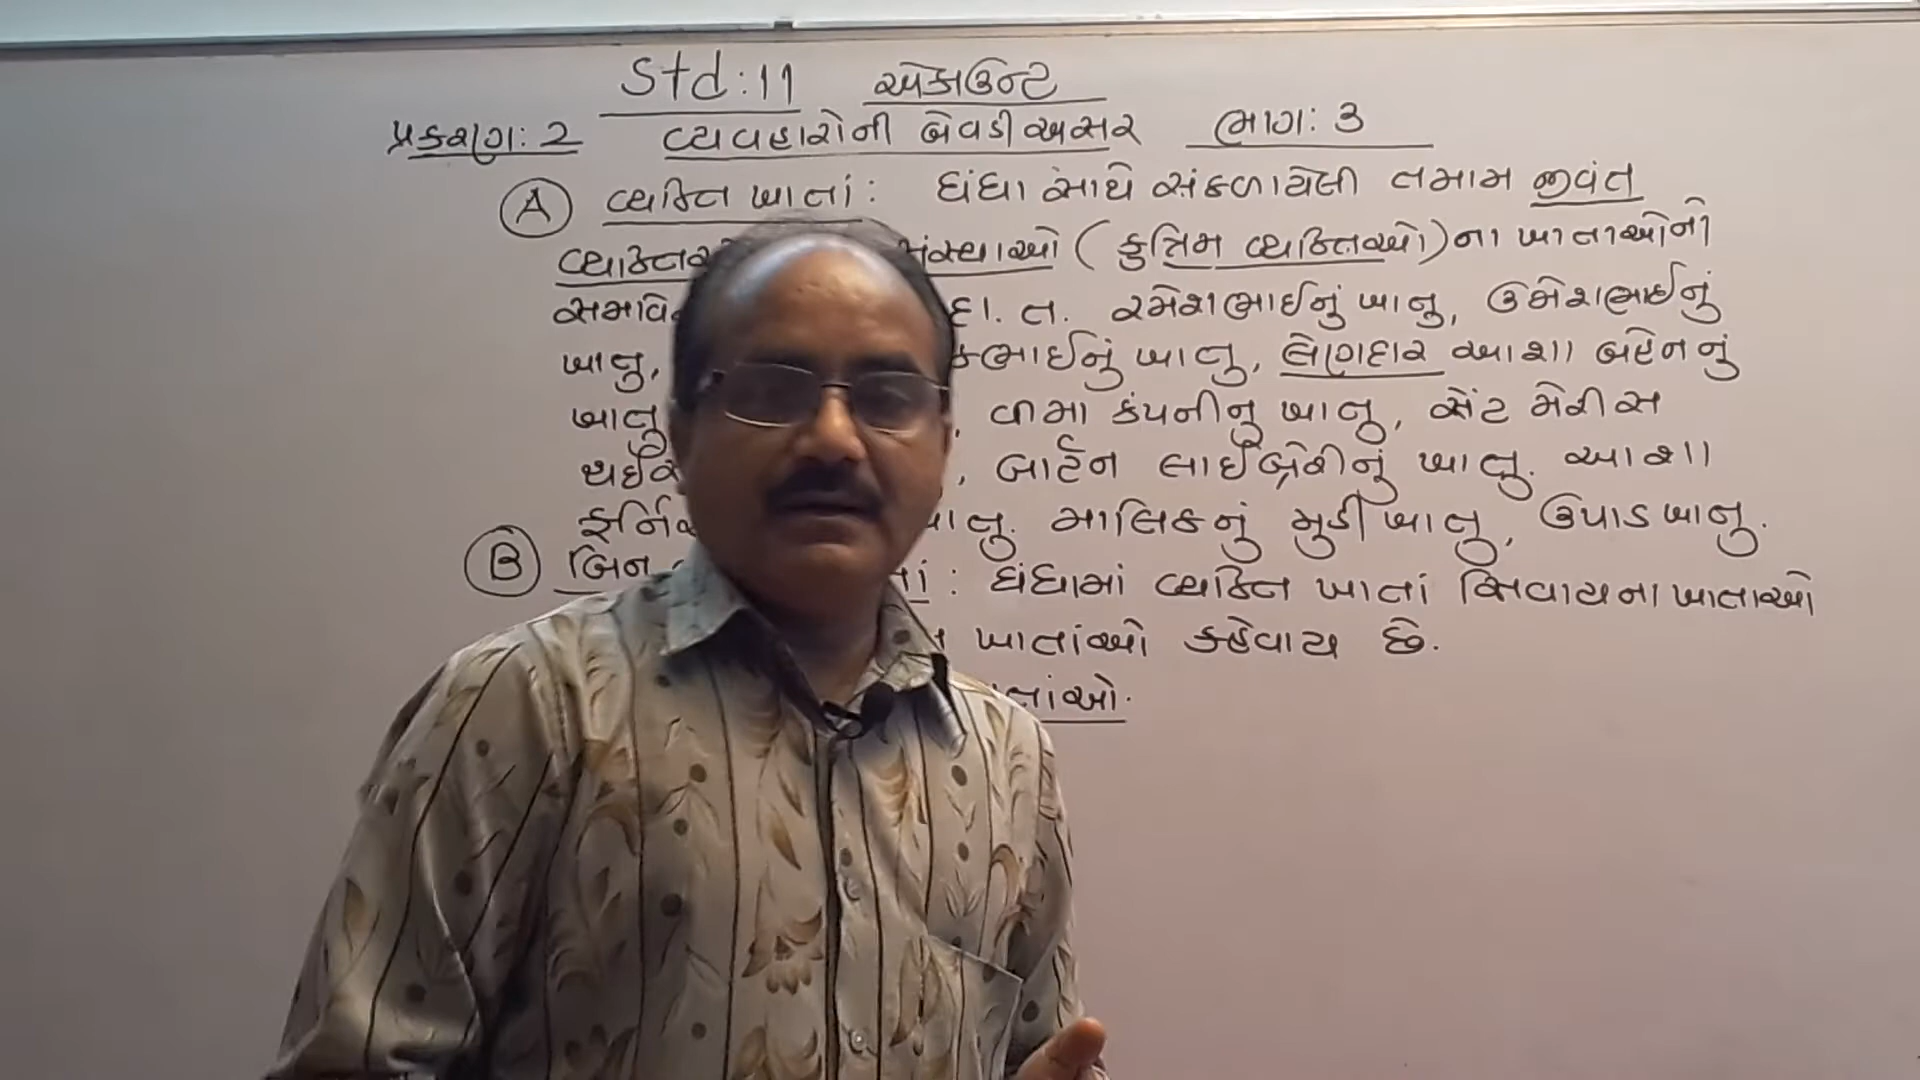 Std:11 એકાઉન્ટ
પ્રકરણ: 2 વ્યવહારોની બેવડી અસર ભાગ: 3
A વ્યક્તિ ખાતાં: ધંધા સાથે સંકળાયેલી તમામ જીવંત
(કૃત્રિમ વ્યક્તિઓ)ના ખાતાઓનો
દા. ત. રમેશભાઈનું ખાતુ, ઉમેશભાઈનું
ખાતુ, ખાતુ, લેણદાર આશા બહેનનું
ખાતુ વીમા કંપનીનુ ખાતુ, સેંટ મેરીસ
, બાર્ટન લાઈબ્રેરીનું ખાતુ. આશા
માલિકનું મુડી ખાતુ, ઉપાડ ખાતુ.
B બિન : ધંધામાં વ્યક્તિ ખાતાં સિવાયના ખાતાઓ
ખાતાંઓ કહેવાય છે.